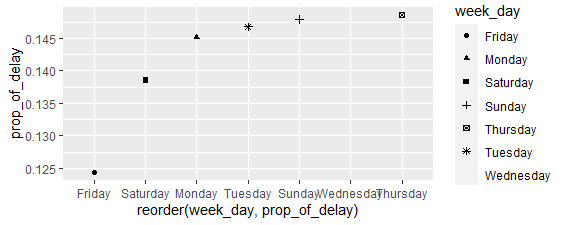 week_day
Friday
Monday
Saturday
Sunday
Thursday
Tuesday
Wednesday
prop_of_delay
0.145
0.140
0.135
0.130
0.125
Friday Saturday Monday Tuesday Sunday Wednesday Thursday
reorder(week_day, prop_of_delay)